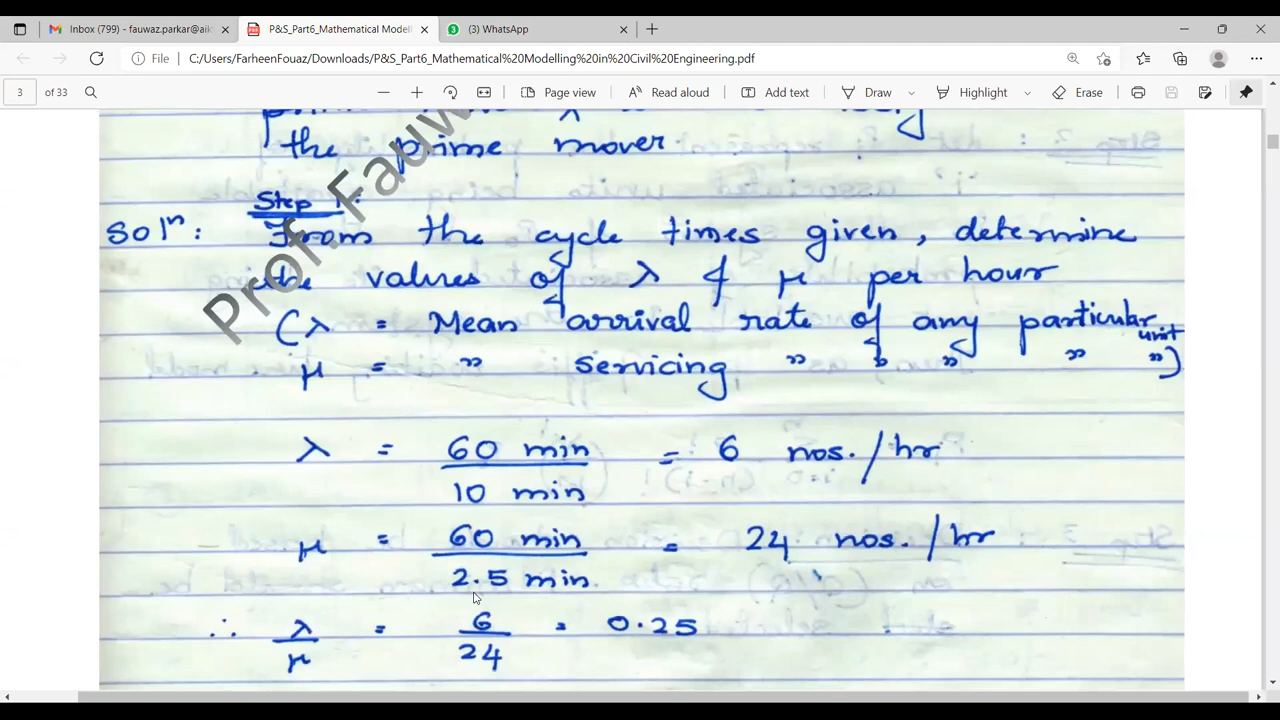 Inbox (799) - fauwaz.parkar@aik
P&S_Part6_Mathematical Modell
(3) WhatsApp
File
C:/Users/FarheenFouaz/Downloads/P&S_Part6_Mathematical%20Modelling%20in%20Civil%20Engineering.pdf
3 of 33
Page view
Read aloud
Add text
Draw
Highlight
Erase
the prime mover
Prof Fauw
Step 1:
Solⁿ: From the cycle times given, determine
the values of λ & μ per hour
(λ = Mean arrival rate of any particular unit
μ = " servicing " " " " ")
λ = 60 min / 10 min = 6 nos./hr
μ = 60 min / 2.5 min = 24 nos./hr
∴ λ/μ = 6/24 = 0.25